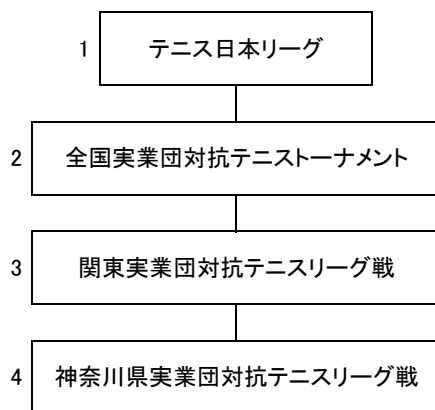 1 テニス日本リーグ
2 全国実業団対抗テニストーナメント
3 関東実業団対抗テニスリーグ戦
4 神奈川県実業団対抗テニスリーグ戦